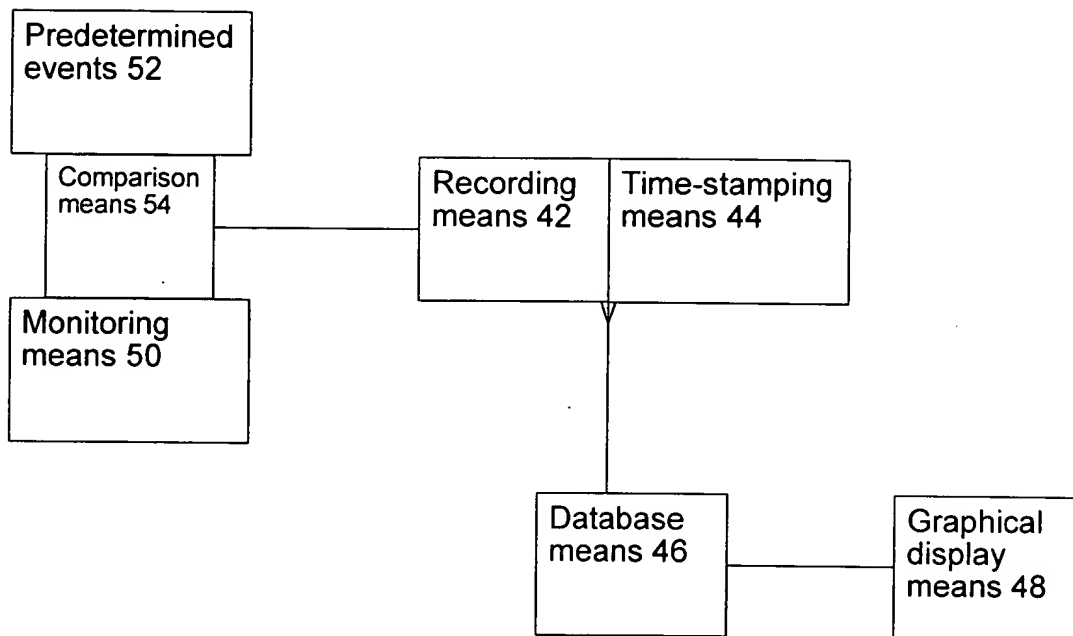 Predetermined
events 52
Comparison
means 54
Monitoring
means 50
Recording
means 42
Time-stamping
means 44
Database
means 46
Graphical
display
means 48